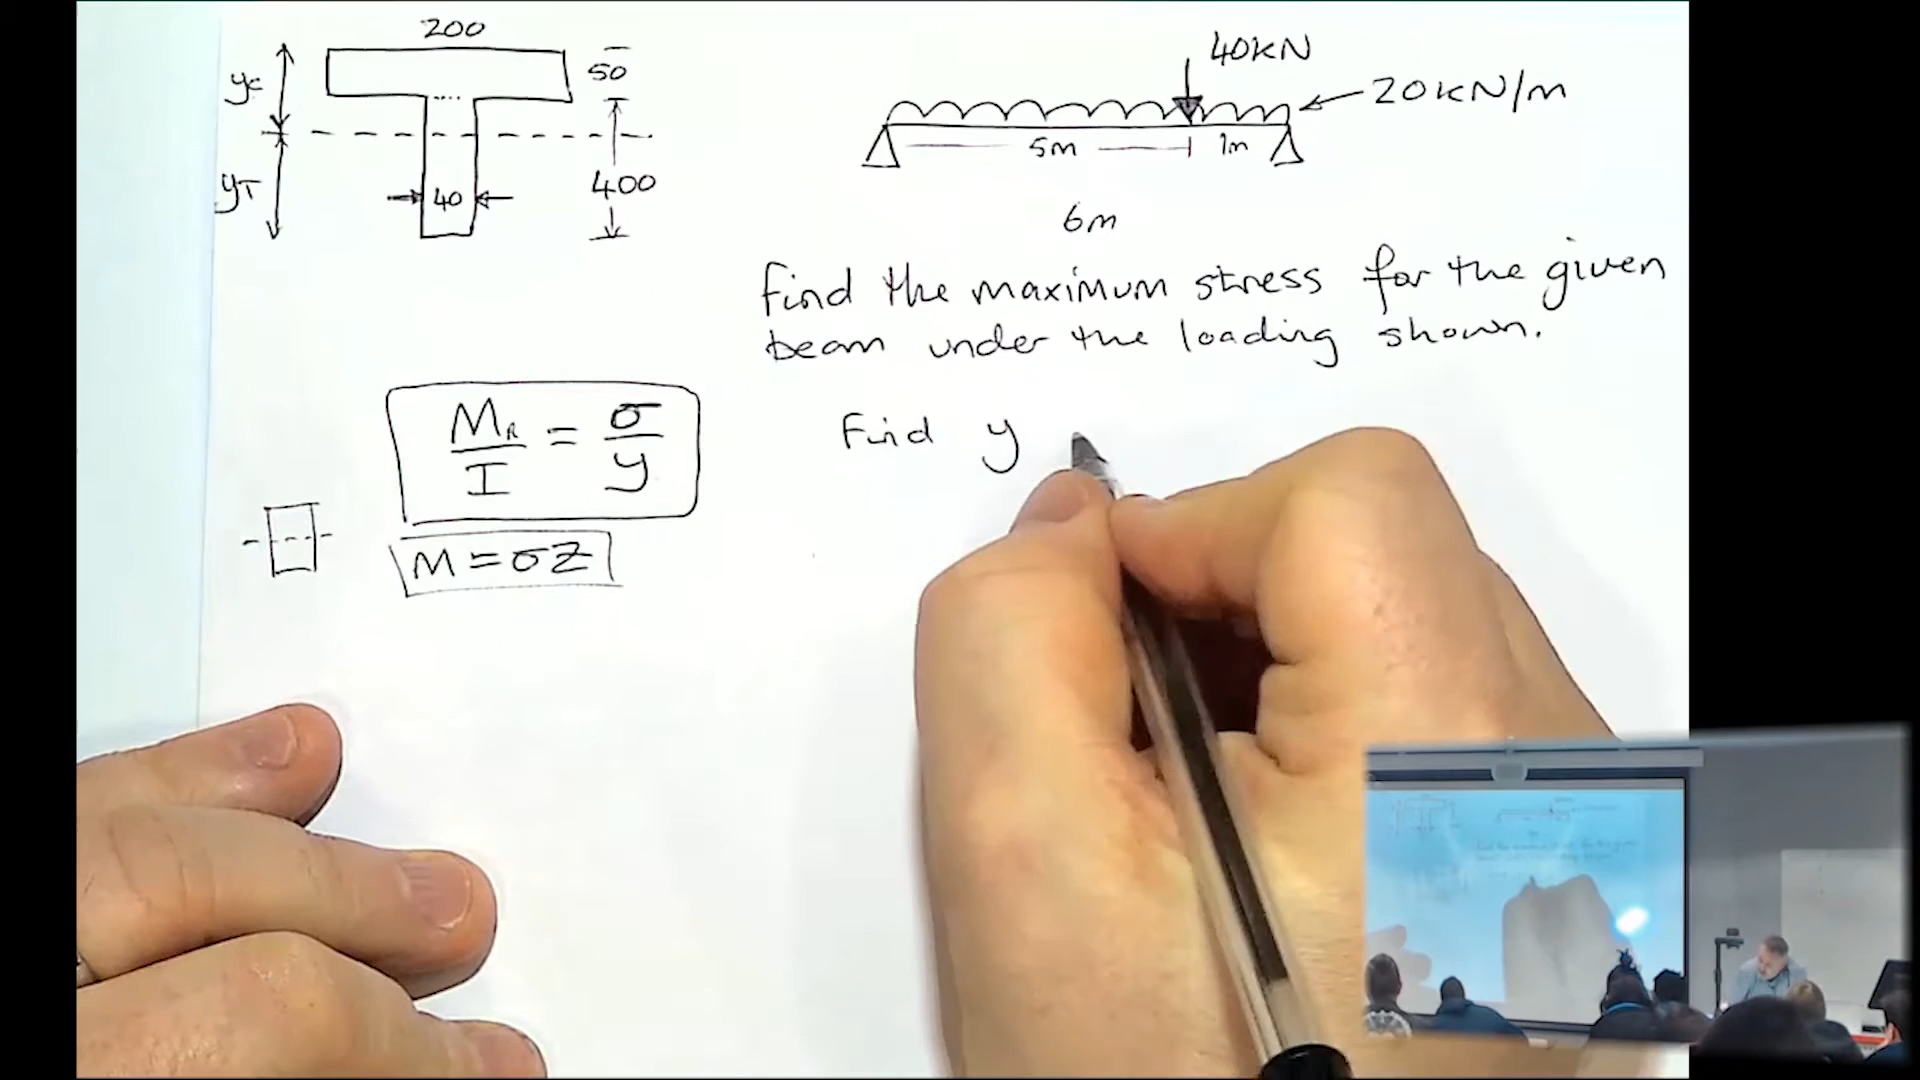 200
yc
50
yT
40
400
40kN
20kN/m
5m
1m
6m
Find the maximum stress for the given
beam under the loading shown.
MR/I = σ/y
M = σZ
Find y